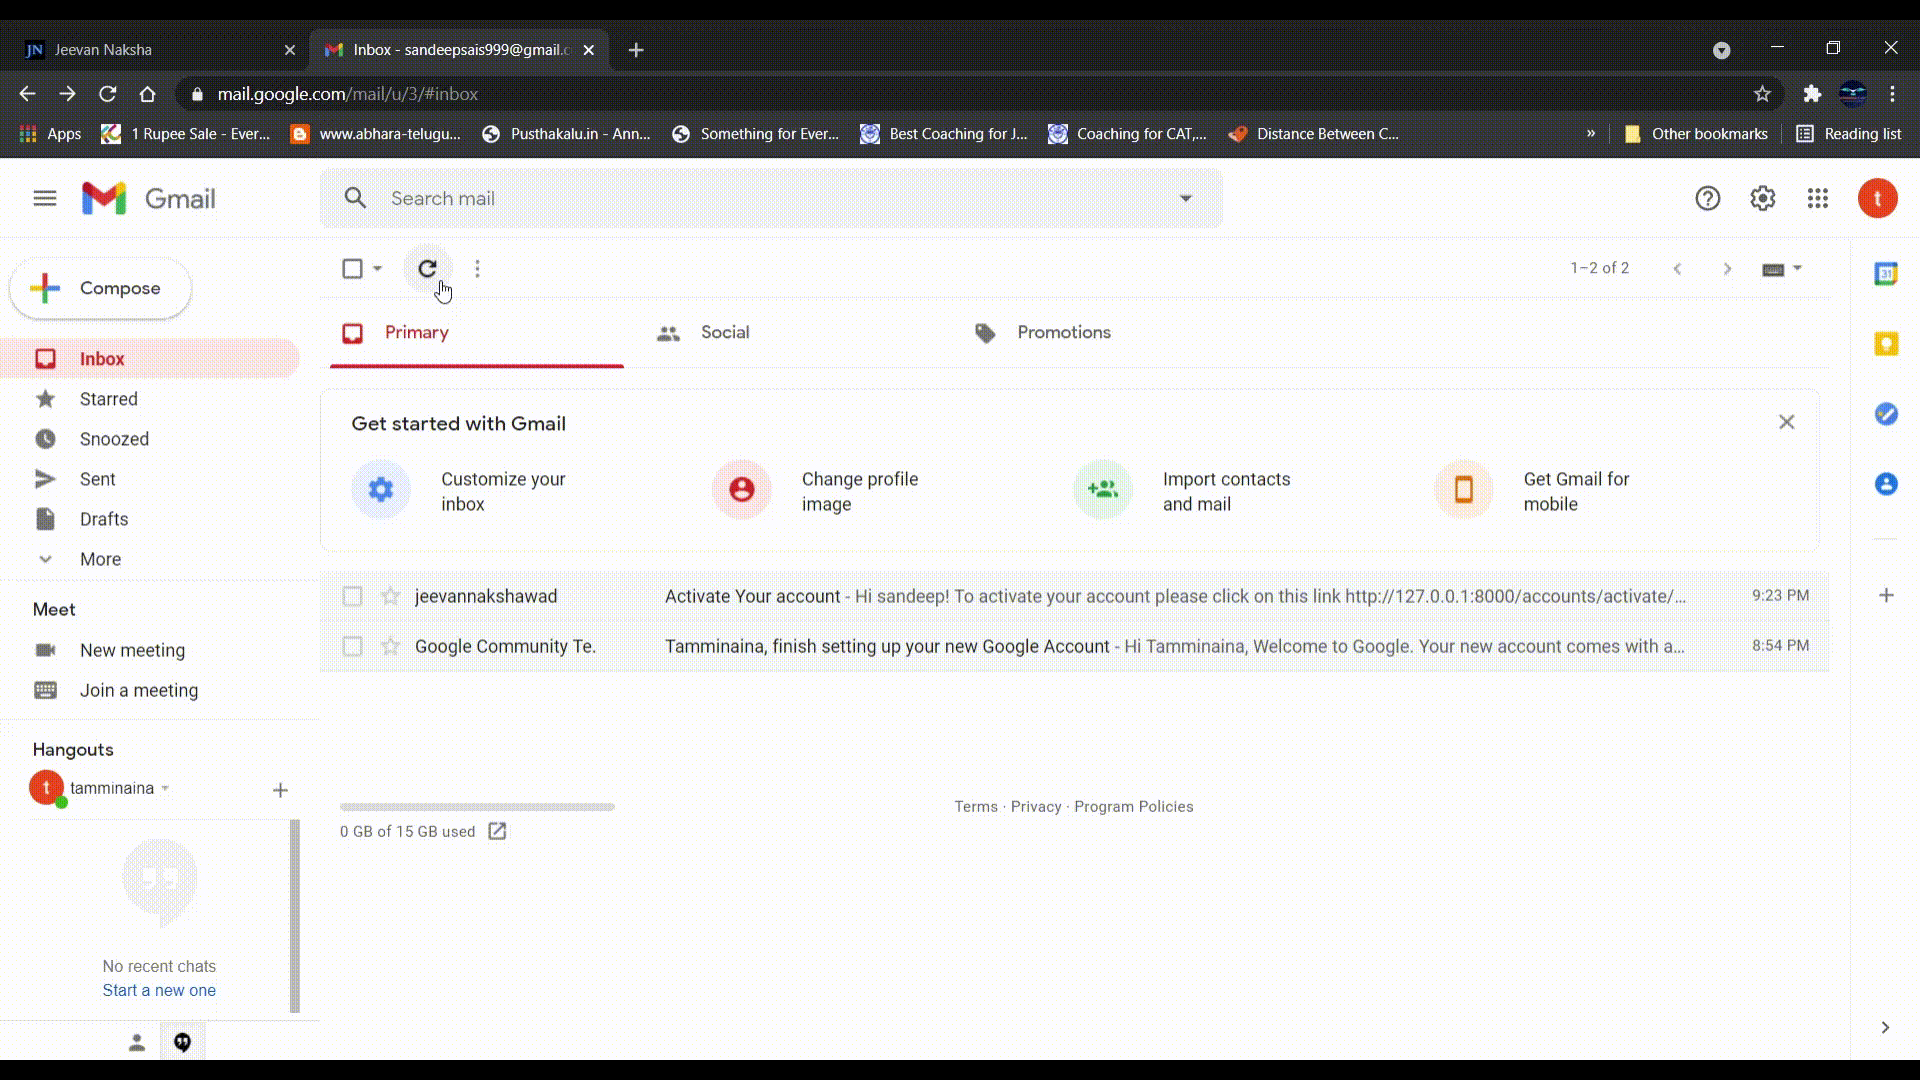 JN Jeevan Naksha
Inbox - sandeepsais999@gmail.c
mail.google.com/mail/u/3/#inbox
Apps
1 Rupee Sale - Ever...
www.abhara-telugu...
Pusthakalu.in - Ann...
Something for Ever...
Best Coaching for J...
Coaching for CAT,...
Distance Between C...
»
Other bookmarks
Reading list
Gmail
Search mail
t
Compose
1–2 of 2
31
Primary
Social
Promotions
Inbox
Starred
Snoozed
Sent
Drafts
More
Get started with Gmail
Customize your
inbox
Change profile
image
Import contacts
and mail
Get Gmail for
mobile
jeevannakshawad Activate Your account - Hi sandeep! To activate your account please click on this link http://127.0.0.1:8000/accounts/activate/... 9:23 PM
Google Community Te. Tamminaina, finish setting up your new Google Account - Hi Tamminaina, Welcome to Google. Your new account comes with a... 8:54 PM
Meet
New meeting
Join a meeting
Hangouts
t tamminaina
0 GB of 15 GB used
Terms · Privacy · Program Policies
No recent chats
Start a new one